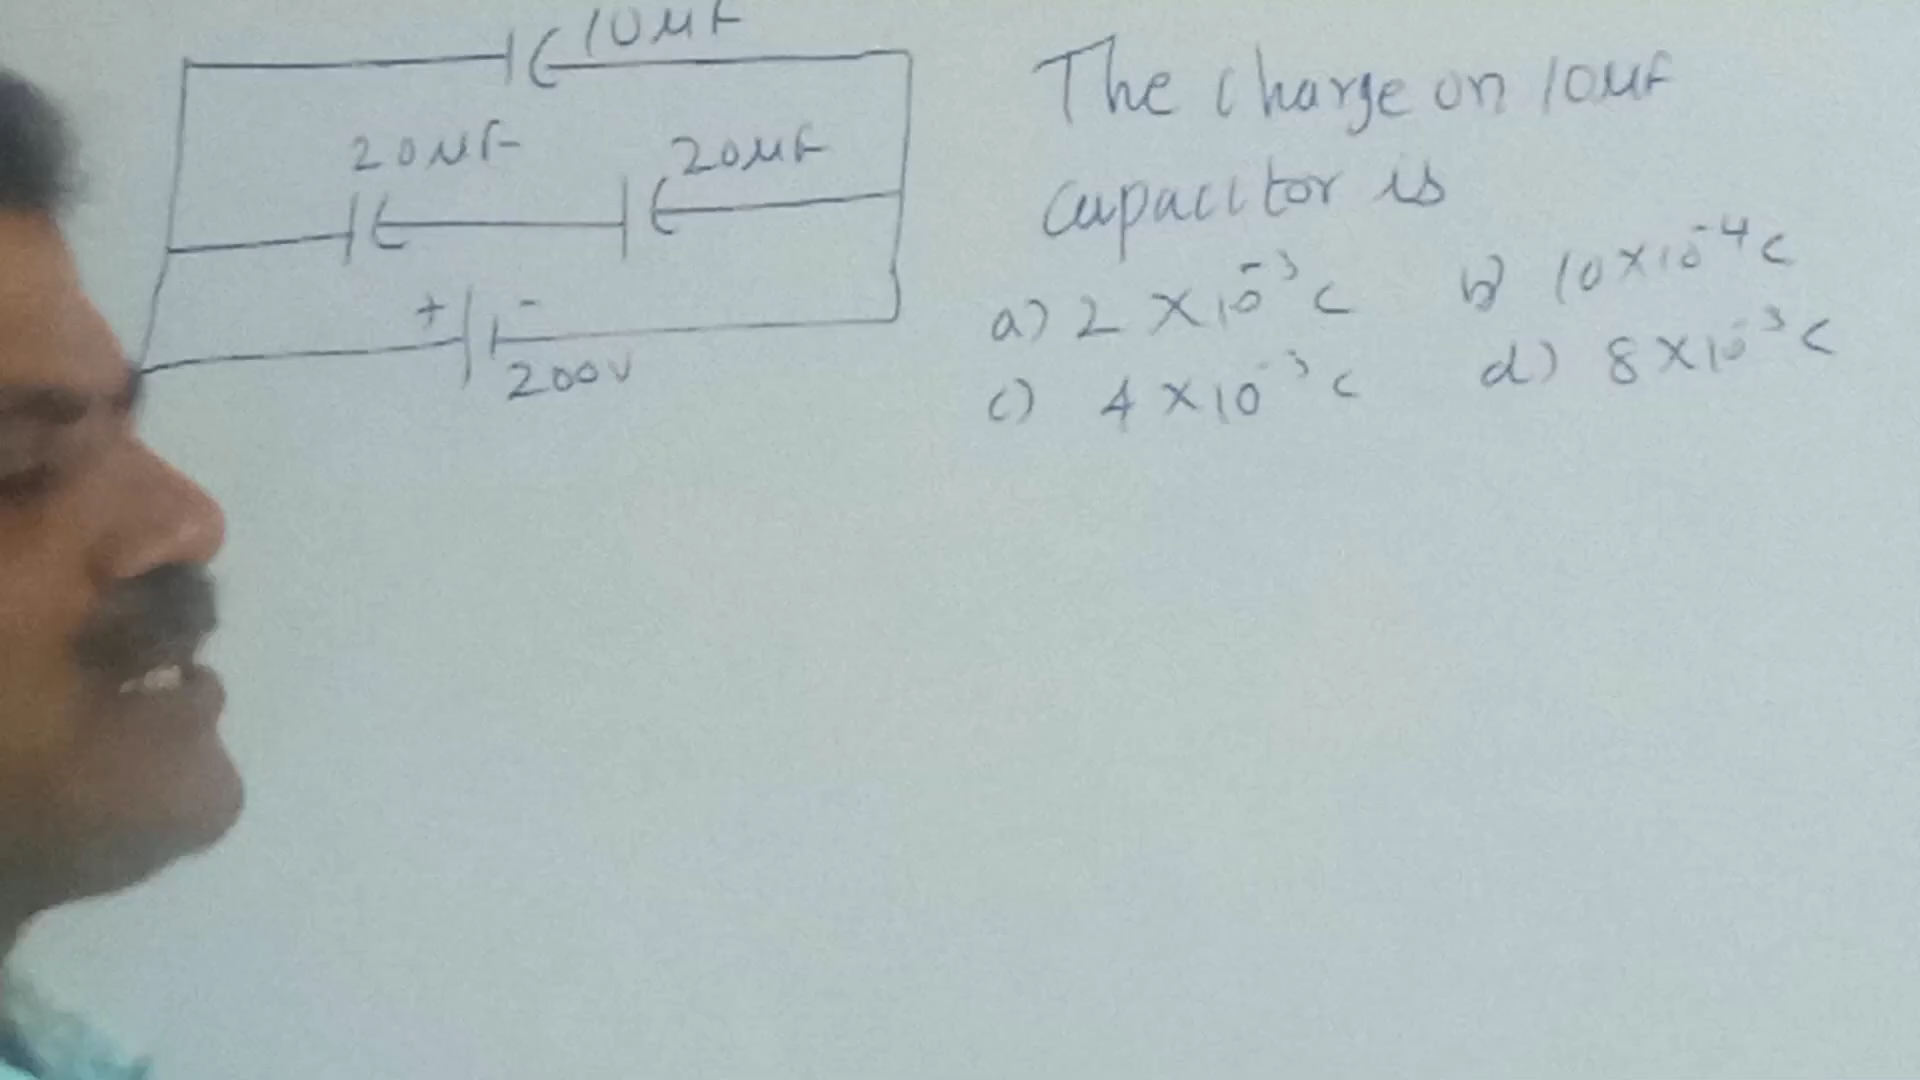 10μF
20μF 20μF
+ -
200V
The charge on 10μF
capacitor is
a) 2 × 10⁻³ C b) 10×10⁻⁴ C
c) 4 × 10⁻³ C d) 8×10⁻³ C